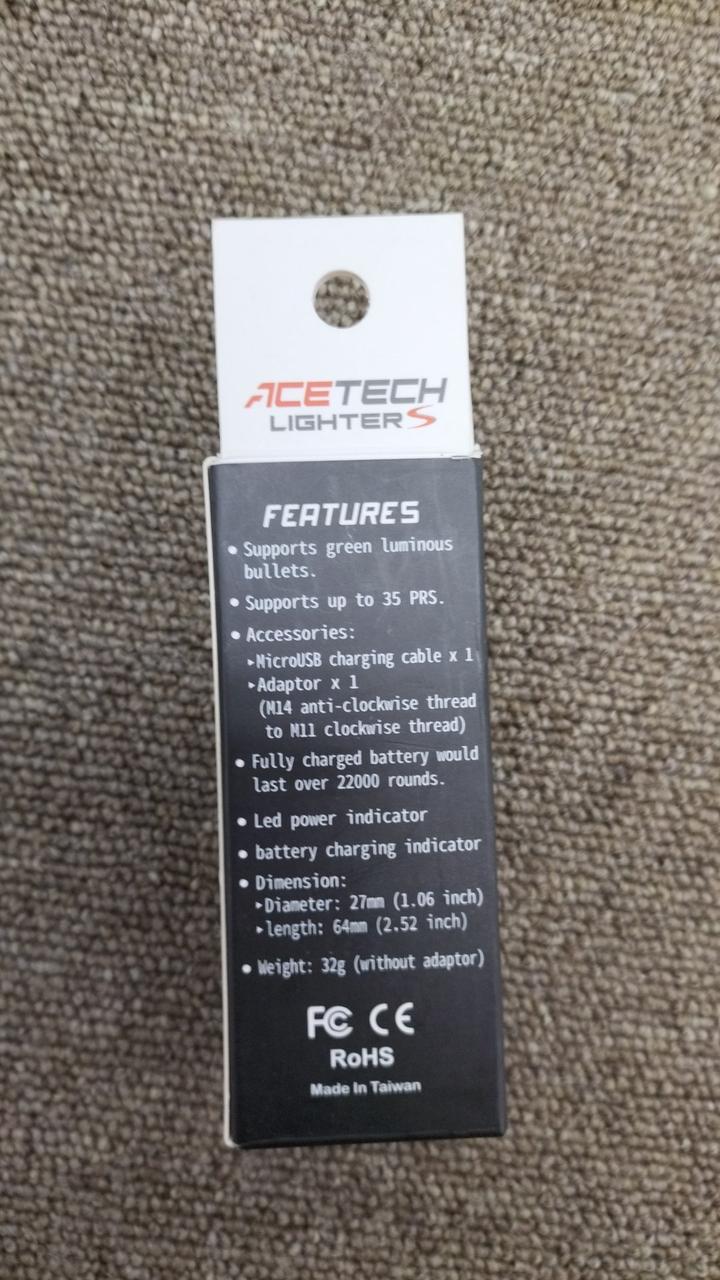 ACETECH
LIGHTER S
FEATURES
• Supports green luminous
bullets.
• Supports up to 35 PRS.
• Accessories:
▸MicroUSB charging cable x 1
▸Adaptor x 1
(M14 anti-clockwise thread
to M11 clockwise thread)
• Fully charged battery would
last over 22000 rounds.
• Led power indicator
• battery charging indicator
• Dimension:
▸Diameter: 27mm (1.06 inch)
▸length: 64mm (2.52 inch)
• Weight: 32g (without adaptor)
FC CE
RoHS
Made In Taiwan